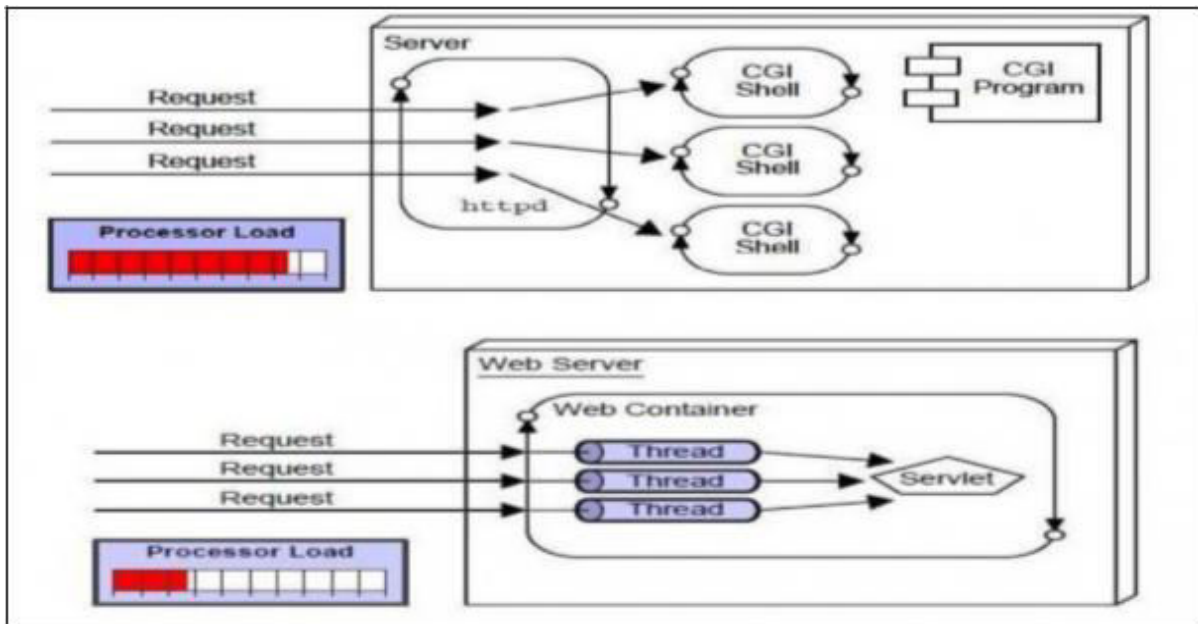 Server
Request
Request
Request
httpd
CGI
Shell
CGI
Shell
CGI
Shell
CGI
Program
Processor Load
Web Server
Web Container
Request
Request
Request
Thread
Thread
Thread
Servlet
Processor Load